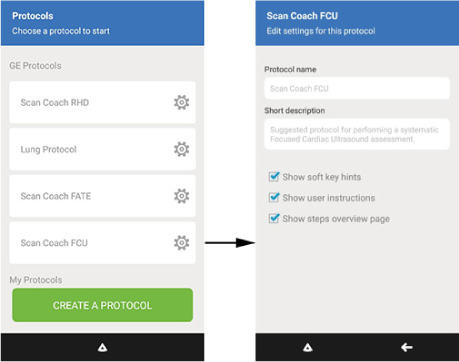 Protocols
Choose a protocol to start
GE Protocols
Scan Coach RHD
Lung Protocol
Scan Coach FATE
Scan Coach FCU
My Protocols
CREATE A PROTOCOL
Scan Coach FCU
Edit settings for this protocol
Protocol name
Scan Coach FCU
Short description
Suggested protocol for performing a systematic
Focused Cardiac Ultrasound assessment.
Show soft key hints
Show user instructions
Show steps overview page